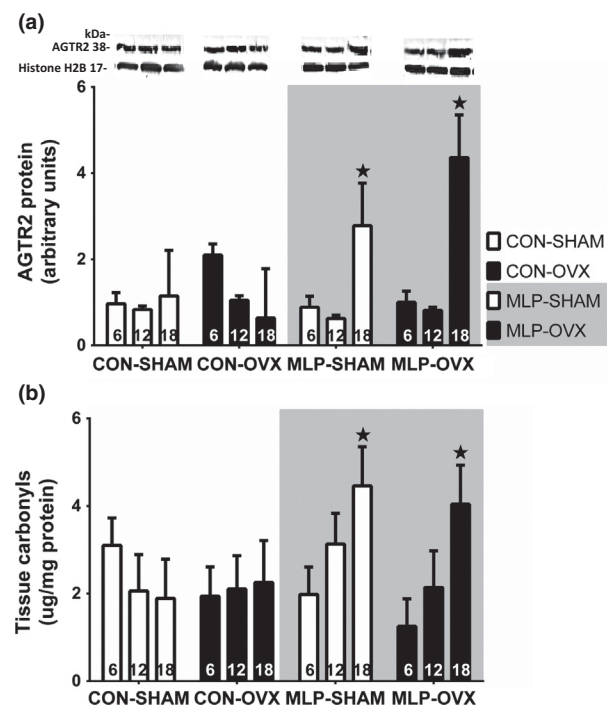 (a)
kDa-
AGTR2 38-
Histone H2B 17-
6
4
2
0
AGTR2 protein
(arbitrary units)
★
★
6 12 18 6 12 18 6 12 18 6 12 18
CON-SHAM CON-OVX MLP-SHAM MLP-OVX
CON-SHAM
CON-OVX
MLP-SHAM
MLP-OVX
(b)
6
4
2
0
Tissue carbonyls
(ug/mg protein)
★
★
6 12 18 6 12 18 6 12 18 6 12 18
CON-SHAM CON-OVX MLP-SHAM MLP-OVX